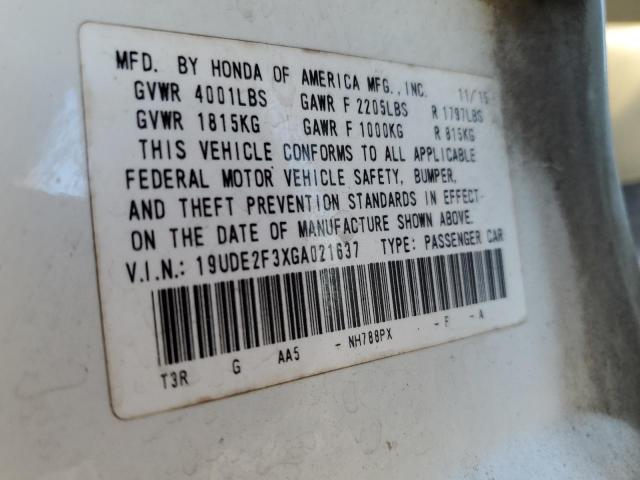 MFD. BY HONDA OF AMERICA MFG., INC. 11/15
GVWR 4001LBS GAWR F 2205LBS R 1797LBS
GVWR 1815KG GAWR F 1000KG R 815KG
THIS VEHICLE CONFORMS TO ALL APPLICABLE
FEDERAL MOTOR VEHICLE SAFETY, BUMPER,
AND THEFT PREVENTION STANDARDS IN EFFECT
ON THE DATE OF MANUFACTURE SHOWN ABOVE.
V.I.N.: 19UDE2F3XGA021637 TYPE: PASSENGER CAR
T3R G AA5 - NH788PX - F - A